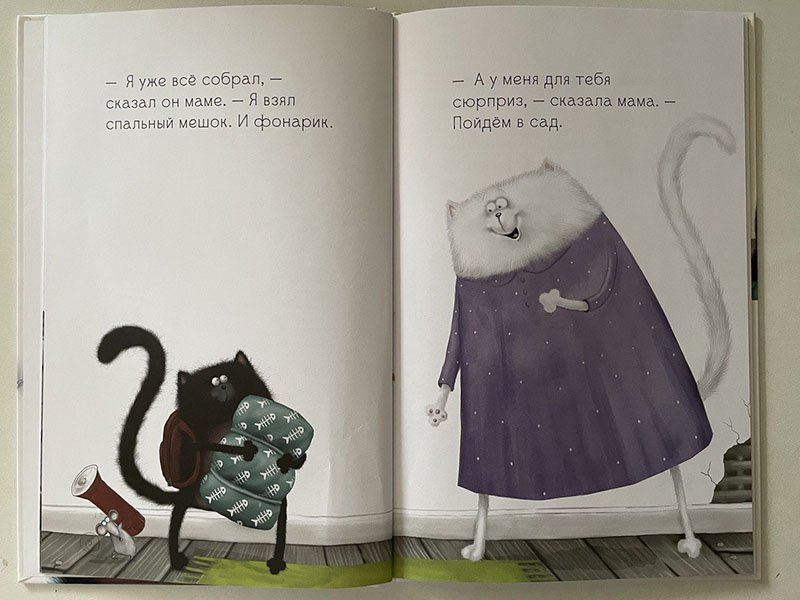 — Я уже всё собрал, —
сказал он маме. — Я взял
спальный мешок. И фонарик.
— А у меня для тебя
сюрприз, — сказала мама. —
Пойдём в сад.